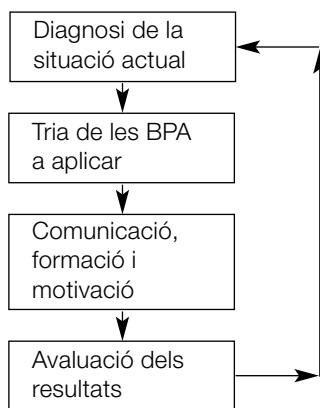 Diagnosi de la
situació actual
Tria de les BPA
a aplicar
Comunicació,
formació i
motivació
Avaluació dels
resultats